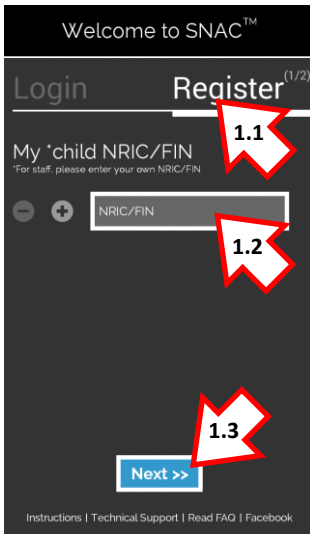 Welcome to SNAC™
Login Register (1/2)
1.1
My *child NRIC/FIN
*For staff, please enter your own NRIC/FIN
NRIC/FIN
1.2
1.3
Next >>
Instructions | Technical Support | Read FAQ | Facebook